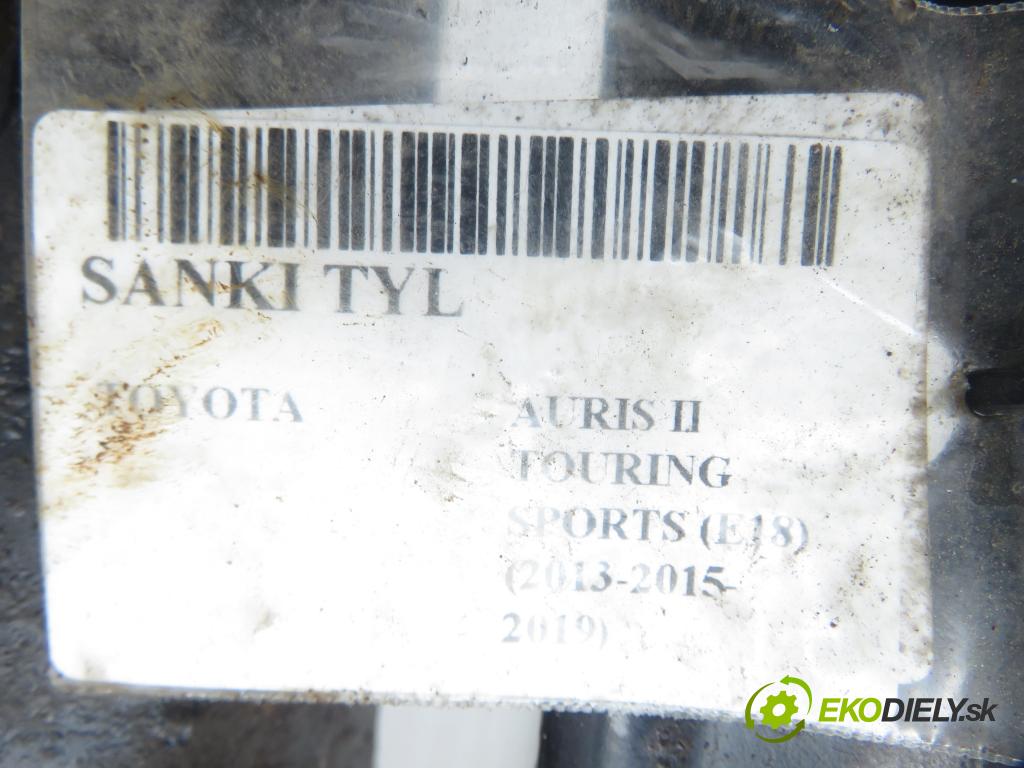 SANKI TYL
TOYOTA
AURIS II
TOURING
SPORTS (E18)
(2013-2015-
2019)
EKODIELY.sk